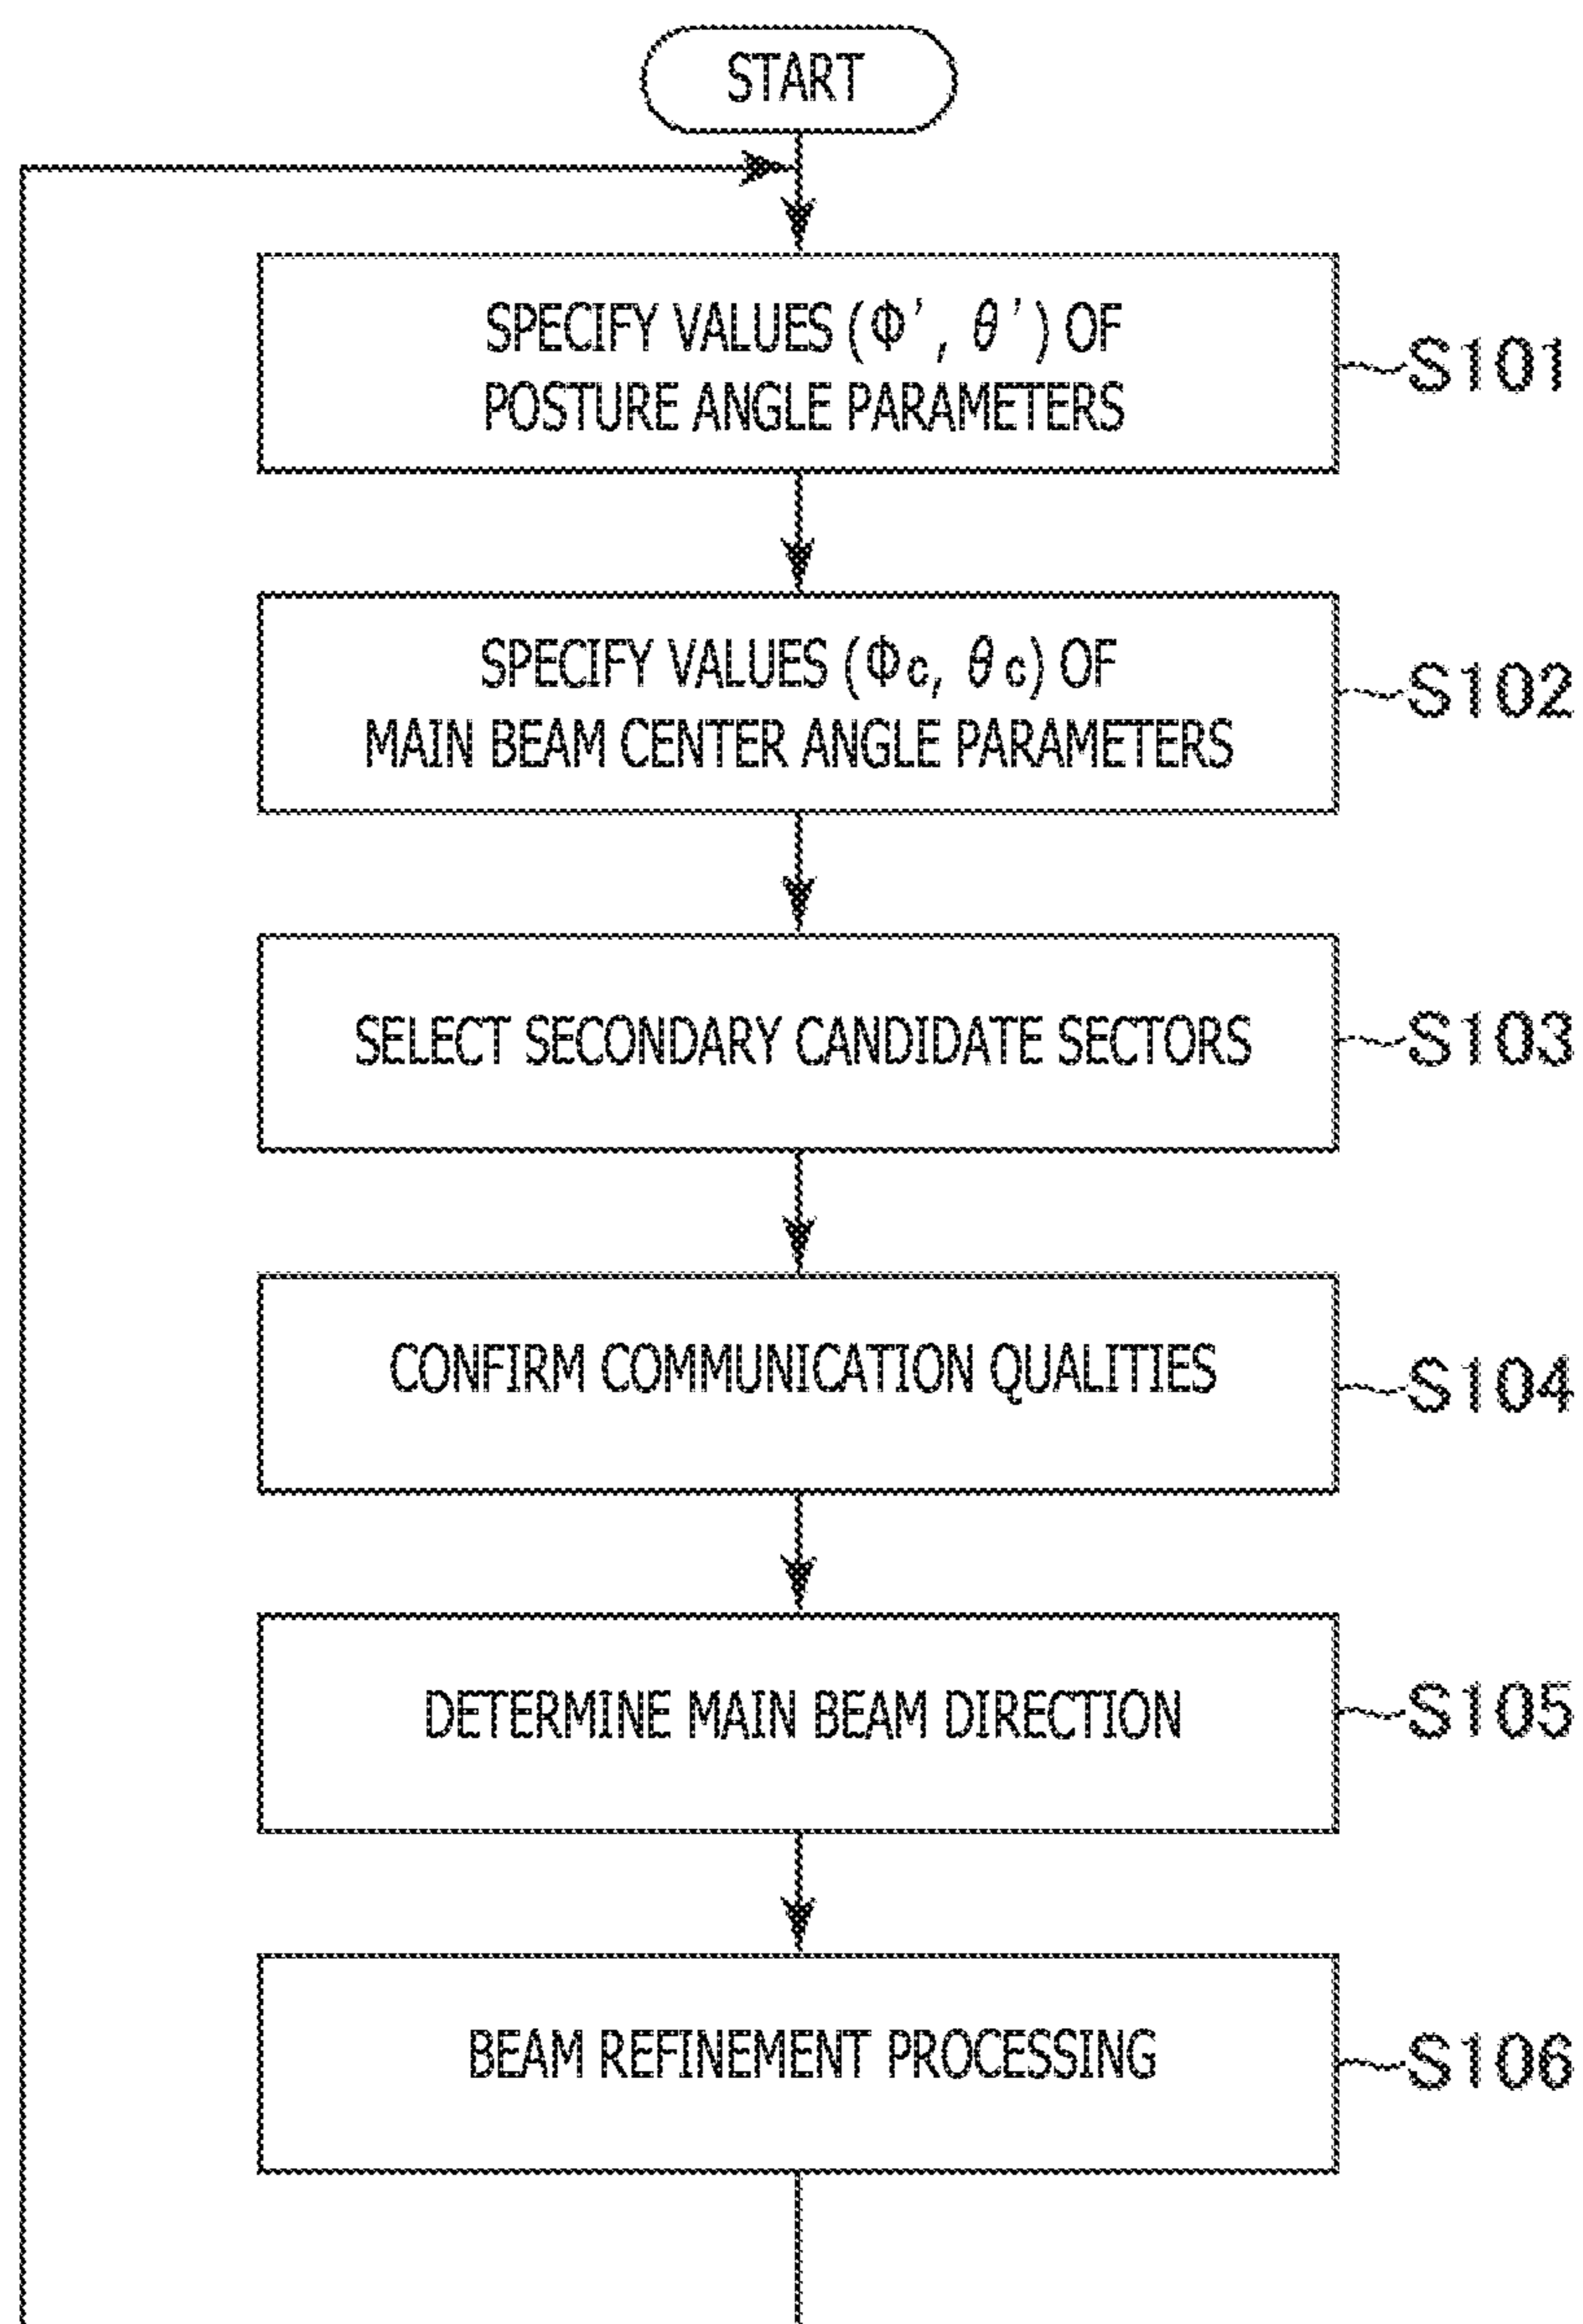 START
SPECIFY VALUES (Φ', θ') OF
POSTURE ANGLE PARAMETERS
S101
SPECIFY VALUES (Φc, θc) OF
MAIN BEAM CENTER ANGLE PARAMETERS
S102
SELECT SECONDARY CANDIDATE SECTORS
S103
CONFIRM COMMUNICATION QUALITIES
S104
DETERMINE MAIN BEAM DIRECTION
S105
BEAM REFINEMENT PROCESSING
S106